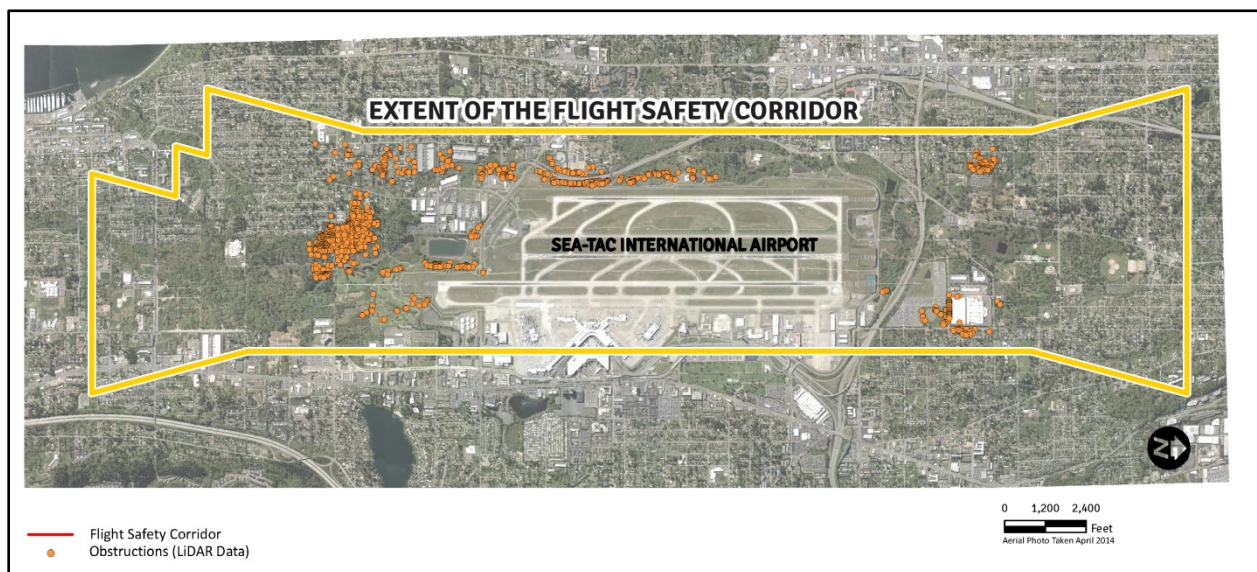 EXTENT OF THE FLIGHT SAFETY CORRIDOR
SEA-TAC INTERNATIONAL AIRPORT
N
0 1,200 2,400
Feet
Aerial Photo Taken April 2014
Flight Safety Corridor
Obstructions (LiDAR Data)